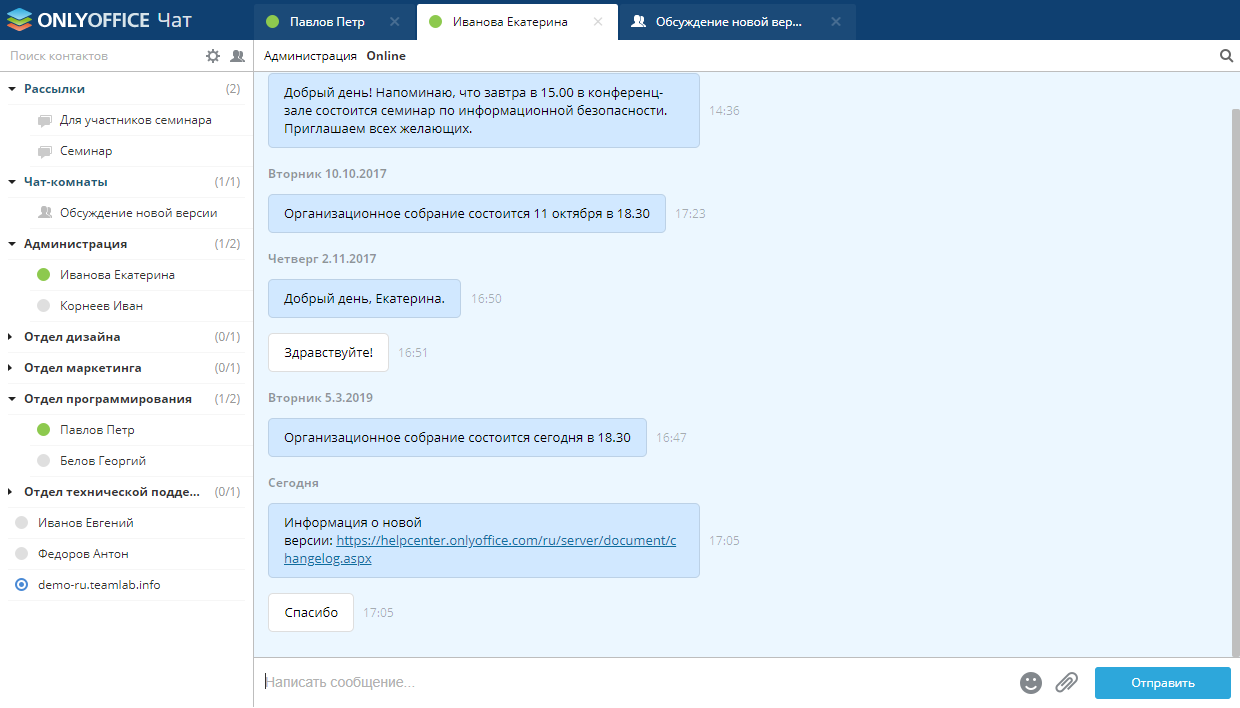 ONLYOFFICE Чат
Павлов Петр
Иванова Екатерина
Обсуждение новой вер...
Поиск контактов
Администрация Online
Рассылки (2)
Для участников семинара
Семинар
Чат-комнаты (1/1)
Обсуждение новой версии
Администрация (1/2)
Иванова Екатерина
Корнеев Иван
Отдел дизайна (0/1)
Отдел маркетинга (0/1)
Отдел программирования (1/2)
Павлов Петр
Белов Георгий
Отдел технической подде... (0/1)
Иванов Евгений
Федоров Антон
demo-ru.teamlab.info
Добрый день! Напоминаю, что завтра в 15.00 в конференц-
зале состоится семинар по информационной безопасности.
Приглашаем всех желающих.
14:36
Вторник 10.10.2017
Организационное собрание состоится 11 октября в 18.30 17:23
Четверг 2.11.2017
Добрый день, Екатерина. 16:50
Здравствуйте! 16:51
Вторник 5.3.2019
Организационное собрание состоится сегодня в 18.30 16:47
Сегодня
Информация о новой
версии: https://helpcenter.onlyoffice.com/ru/server/document/c
hangelog.aspx
17:05
Спасибо 17:05
Написать сообщение...
Отправить